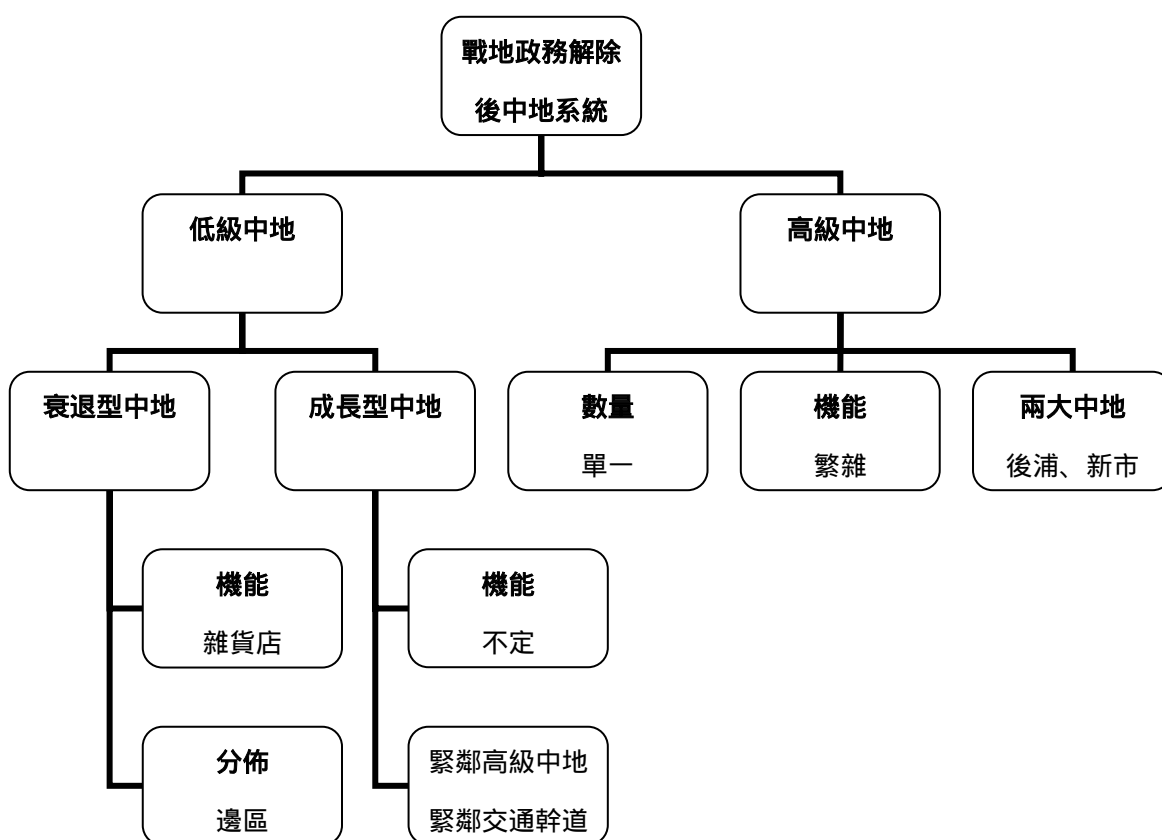 戰地政務解除
後中地系統
低級中地
高級中地
衰退型中地
成長型中地
數量
單一
機能
繁雜
兩大中地
後浦、新市
機能
雜貨店
機能
不定
分佈
邊區
緊鄰高級中地
緊鄰交通幹道